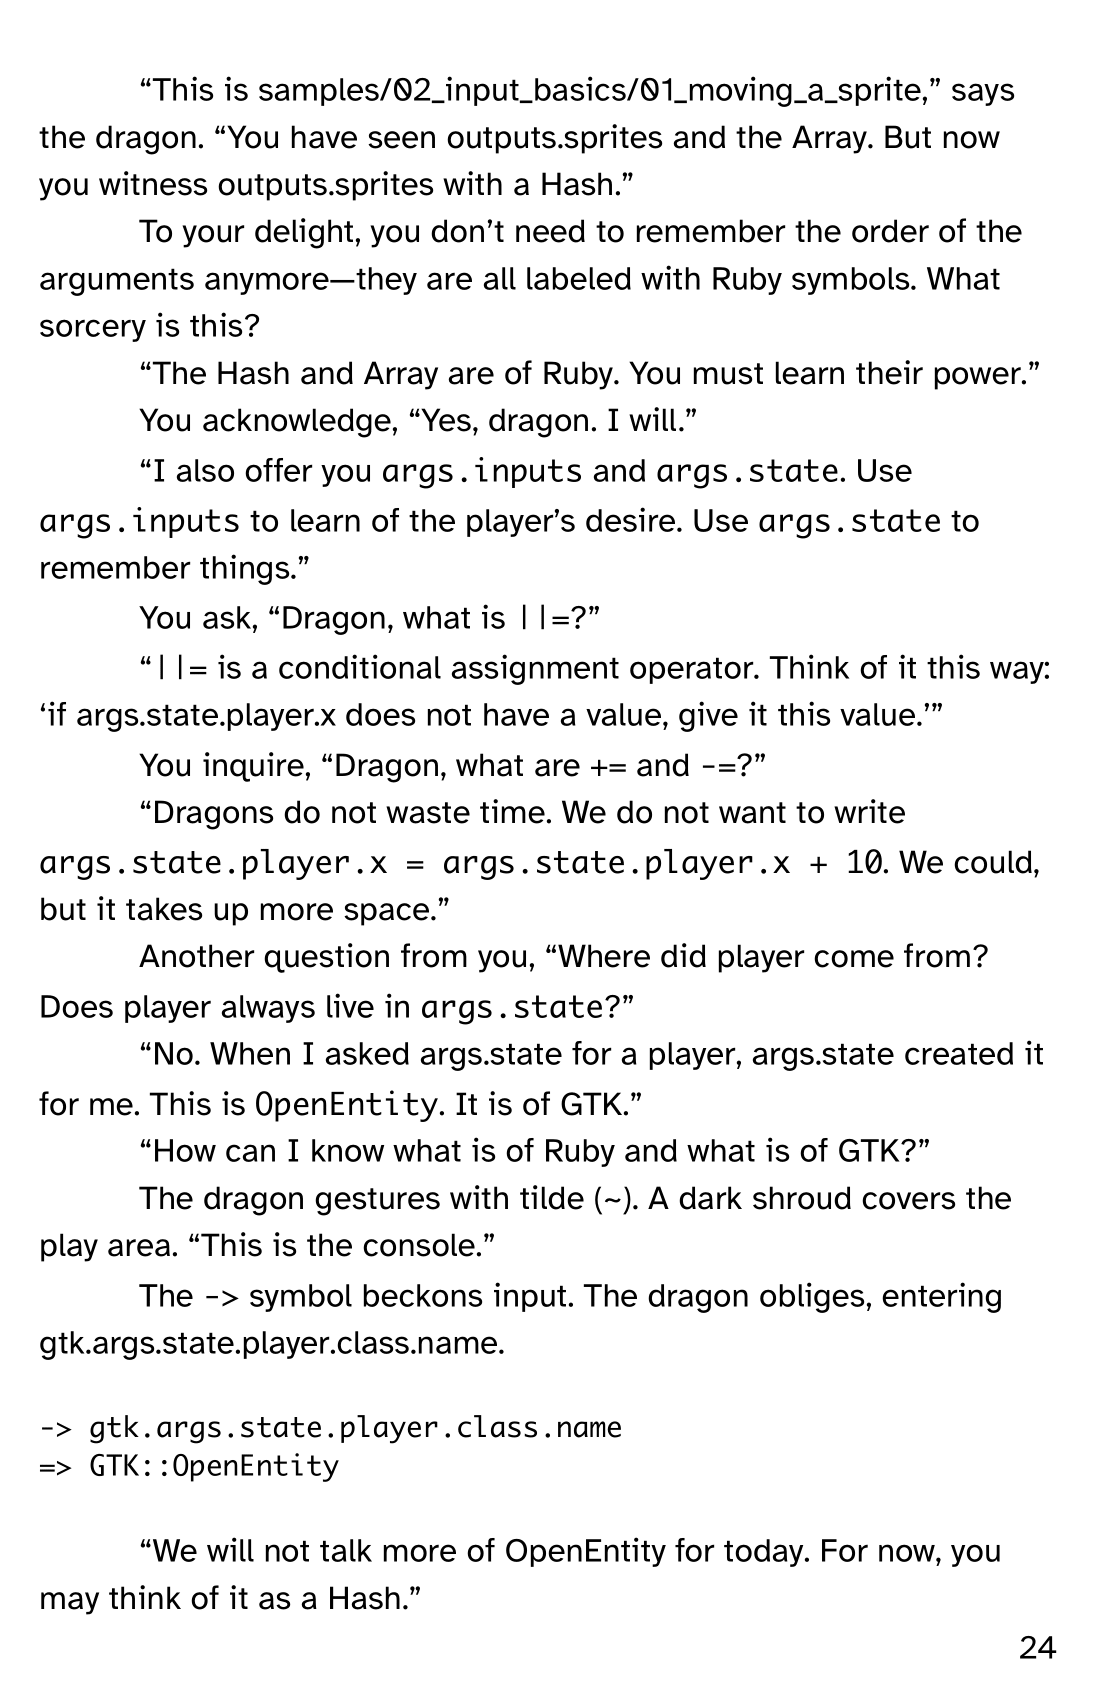 “This is samples/02_input_basics/01_moving_a_sprite,” says
the dragon. “You have seen outputs.sprites and the Array. But now
you witness outputs.sprites with a Hash.”
To your delight, you don’t need to remember the order of the
arguments anymore—they are all labeled with Ruby symbols. What
sorcery is this?
“The Hash and Array are of Ruby. You must learn their power.”
You acknowledge, “Yes, dragon. I will.”
“I also offer you args.inputs and args.state. Use
args.inputs to learn of the player’s desire. Use args.state to
remember things.”
You ask, “Dragon, what is ||=?”
“||= is a conditional assignment operator. Think of it this way:
‘if args.state.player.x does not have a value, give it this value.’”
You inquire, “Dragon, what are += and -=?”
“Dragons do not waste time. We do not want to write
args.state.player.x = args.state.player.x + 10. We could,
but it takes up more space.”
Another question from you, “Where did player come from?
Does player always live in args.state?”
“No. When I asked args.state for a player, args.state created it
for me. This is OpenEntity. It is of GTK.”
“How can I know what is of Ruby and what is of GTK?”
The dragon gestures with tilde (~). A dark shroud covers the
play area. “This is the console.”
The -> symbol beckons input. The dragon obliges, entering
gtk.args.state.player.class.name.
-> gtk.args.state.player.class.name
=> GTK::OpenEntity
“We will not talk more of OpenEntity for today. For now, you
may think of it as a Hash.”
24